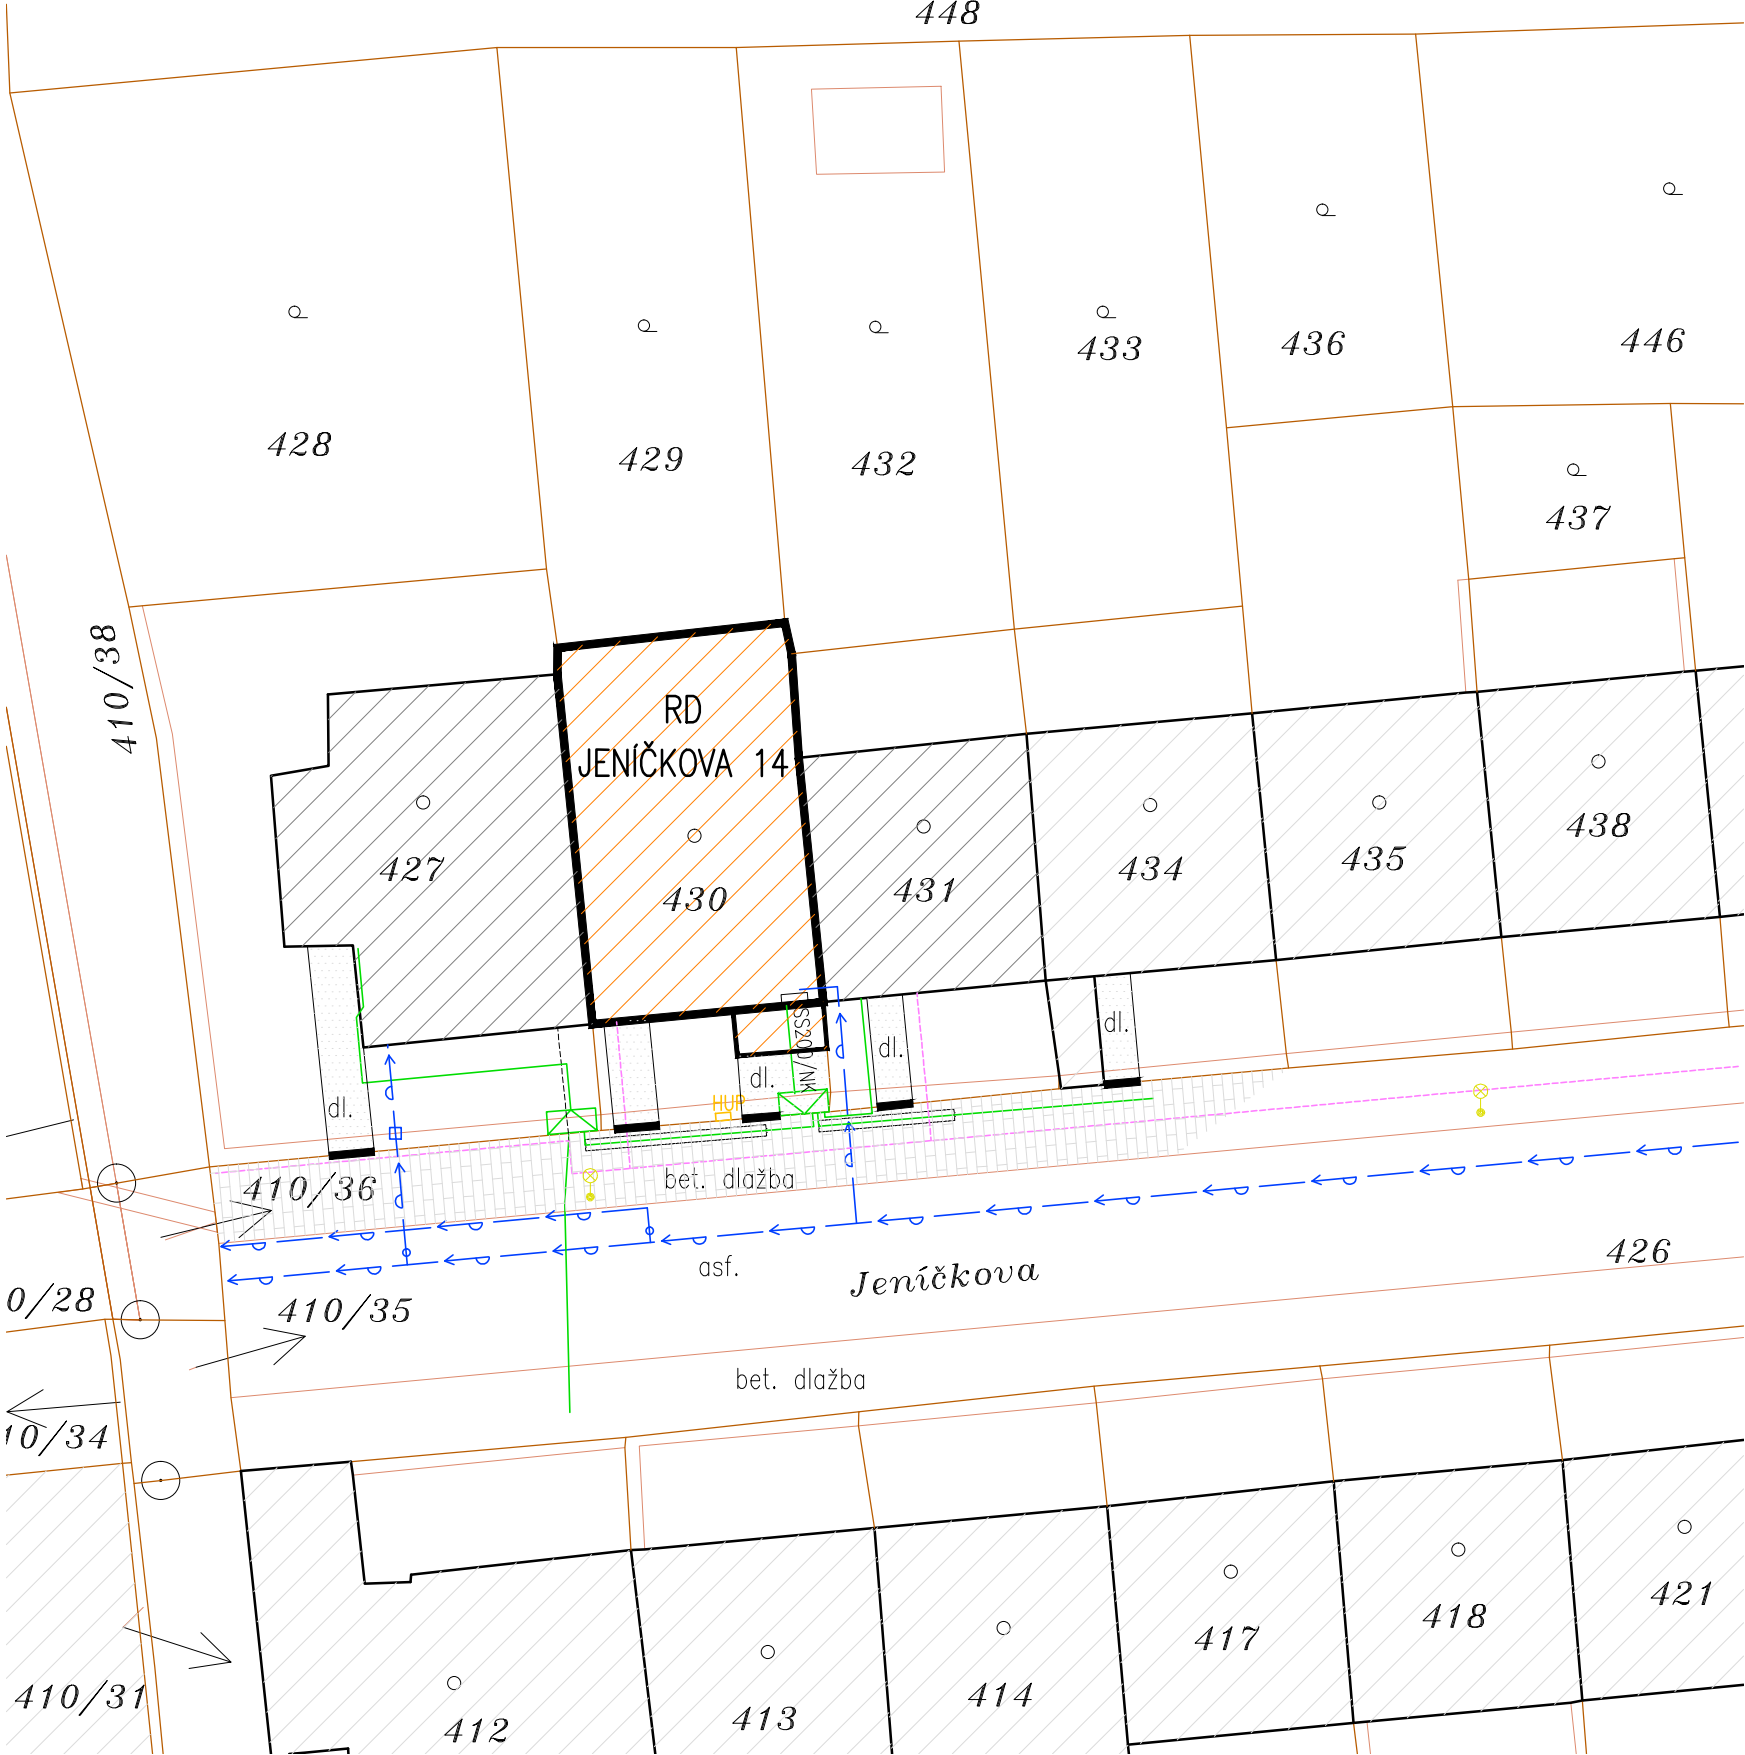 448
433
436
446
428
429
432
437
410/38
RD
JENÍČKOVA 14
427
430
431
434
435
438
SS200/NK
dl.
dl.
dl.
dl.
HUP
bet. dlažba
410/36
asf.
Jeníčkova
426
0/28
410/35
bet. dlažba
10/34
421
418
417
414
413
412
410/31